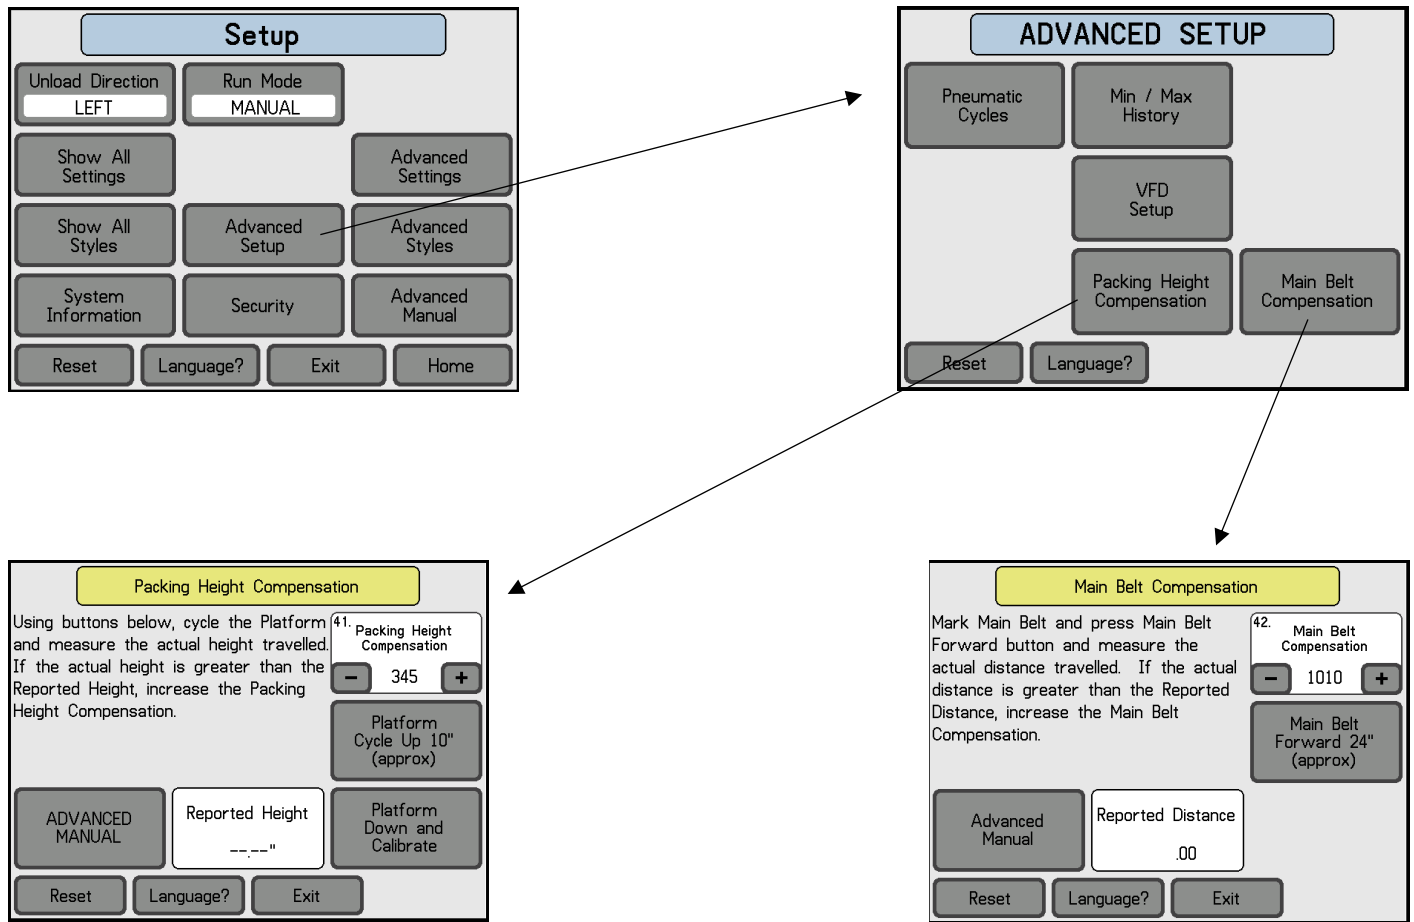 Setup
Unload Direction
LEFT
Run Mode
MANUAL
Show All
Settings
Advanced
Settings
Show All
Styles
Advanced
Setup
Advanced
Styles
System
Information
Security
Advanced
Manual
Reset
Language?
Exit
Home
ADVANCED SETUP
Pneumatic
Cycles
Min / Max
History
VFD
Setup
Packing Height
Compensation
Main Belt
Compensation
Reset
Language?
Packing Height Compensation
Using buttons below, cycle the Platform
and measure the actual height travelled.
If the actual height is greater than the
Reported Height, increase the Packing
Height Compensation.
41.
Packing Height
Compensation
− 345 +
Platform
Cycle Up 10"
(approx)
ADVANCED
MANUAL
Reported Height
--.--"
Platform
Down and
Calibrate
Reset
Language?
Exit
Main Belt Compensation
Mark Main Belt and press Main Belt
Forward button and measure the
actual distance travelled. If the actual
distance is greater than the Reported
Distance, increase the Main Belt
Compensation.
42.
Main Belt
Compensation
− 1010 +
Main Belt
Forward 24"
(approx)
Advanced
Manual
Reported Distance
.00
Reset
Language?
Exit